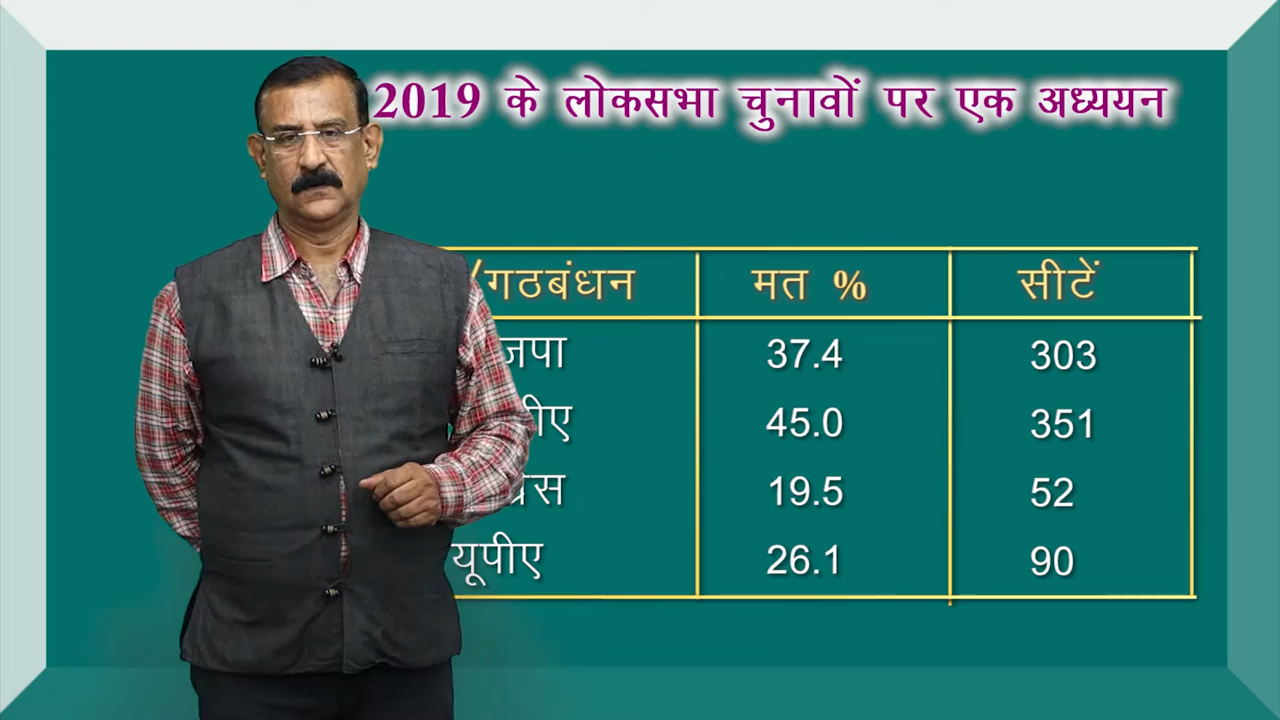 2019 के लोकसभा चुनावों पर एक अध्ययन
/गठबंधन मत % सीटें
जपा 37.4 303
पीए 45.0 351
ग्रेस 19.5 52
यूपीए 26.1 90